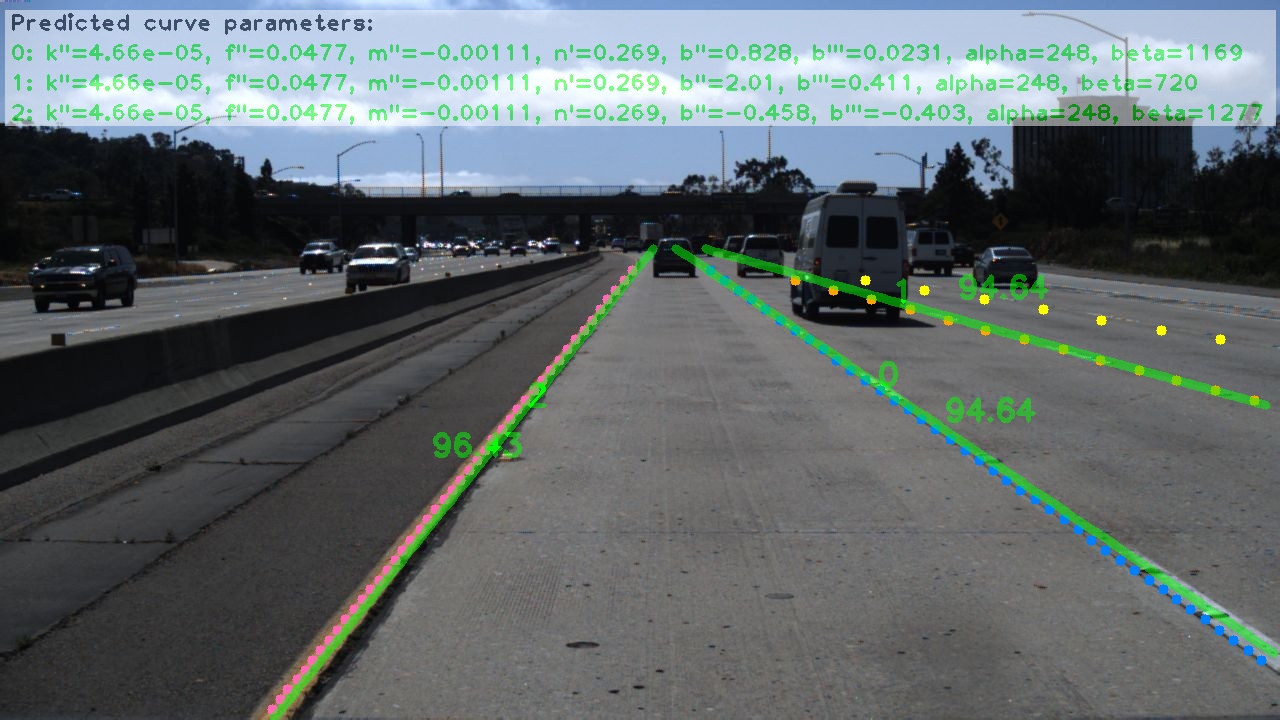 Predicted curve parameters:
0: k''=4.66e-05, f''=0.0477, m''=-0.00111, n'=0.269, b''=0.828, b'''=0.0231, alpha=248, beta=1169
1: k''=4.66e-05, f''=0.0477, m''=-0.00111, n'=0.269, b''=2.01, b'''=0.411, alpha=248, beta=720
2: k''=4.66e-05, f''=0.0477, m''=-0.00111, n'=0.269, b''=-0.458, b'''=-0.403, alpha=248, beta=1277
1 94.64
0
2
94.64
96.43